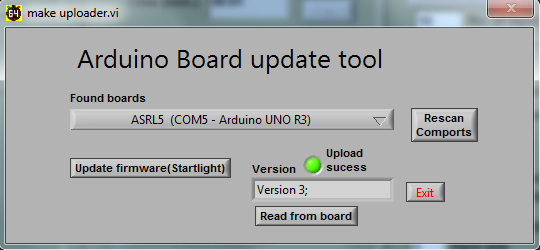 make uploader.vi
Arduino Board update tool
Found boards
ASRL5 (COM5 - Arduino UNO R3)
Rescan
Comports
Update firmware(Startlight)
Version
Upload
sucess
Version 3;
Exit
Read from board